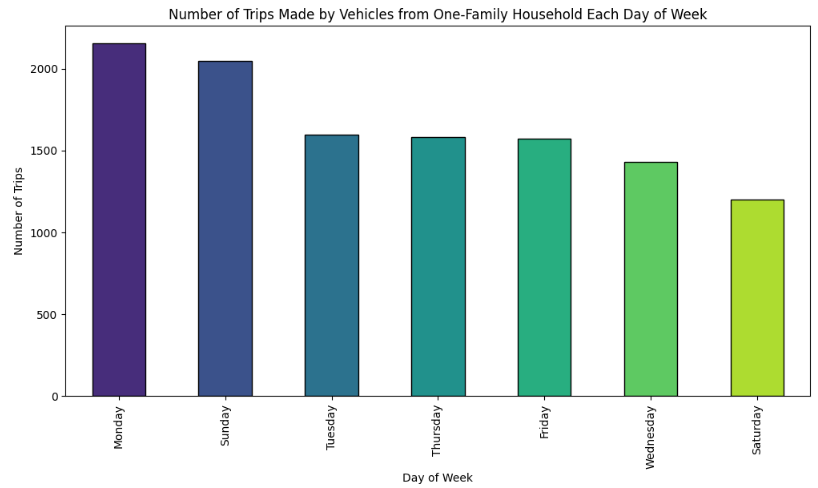 Number of Trips Made by Vehicles from One-Family Household Each Day of Week
Number of Trips
2000
1500
1000
500
0
Monday
Sunday
Tuesday
Thursday
Friday
Wednesday
Saturday
Day of Week